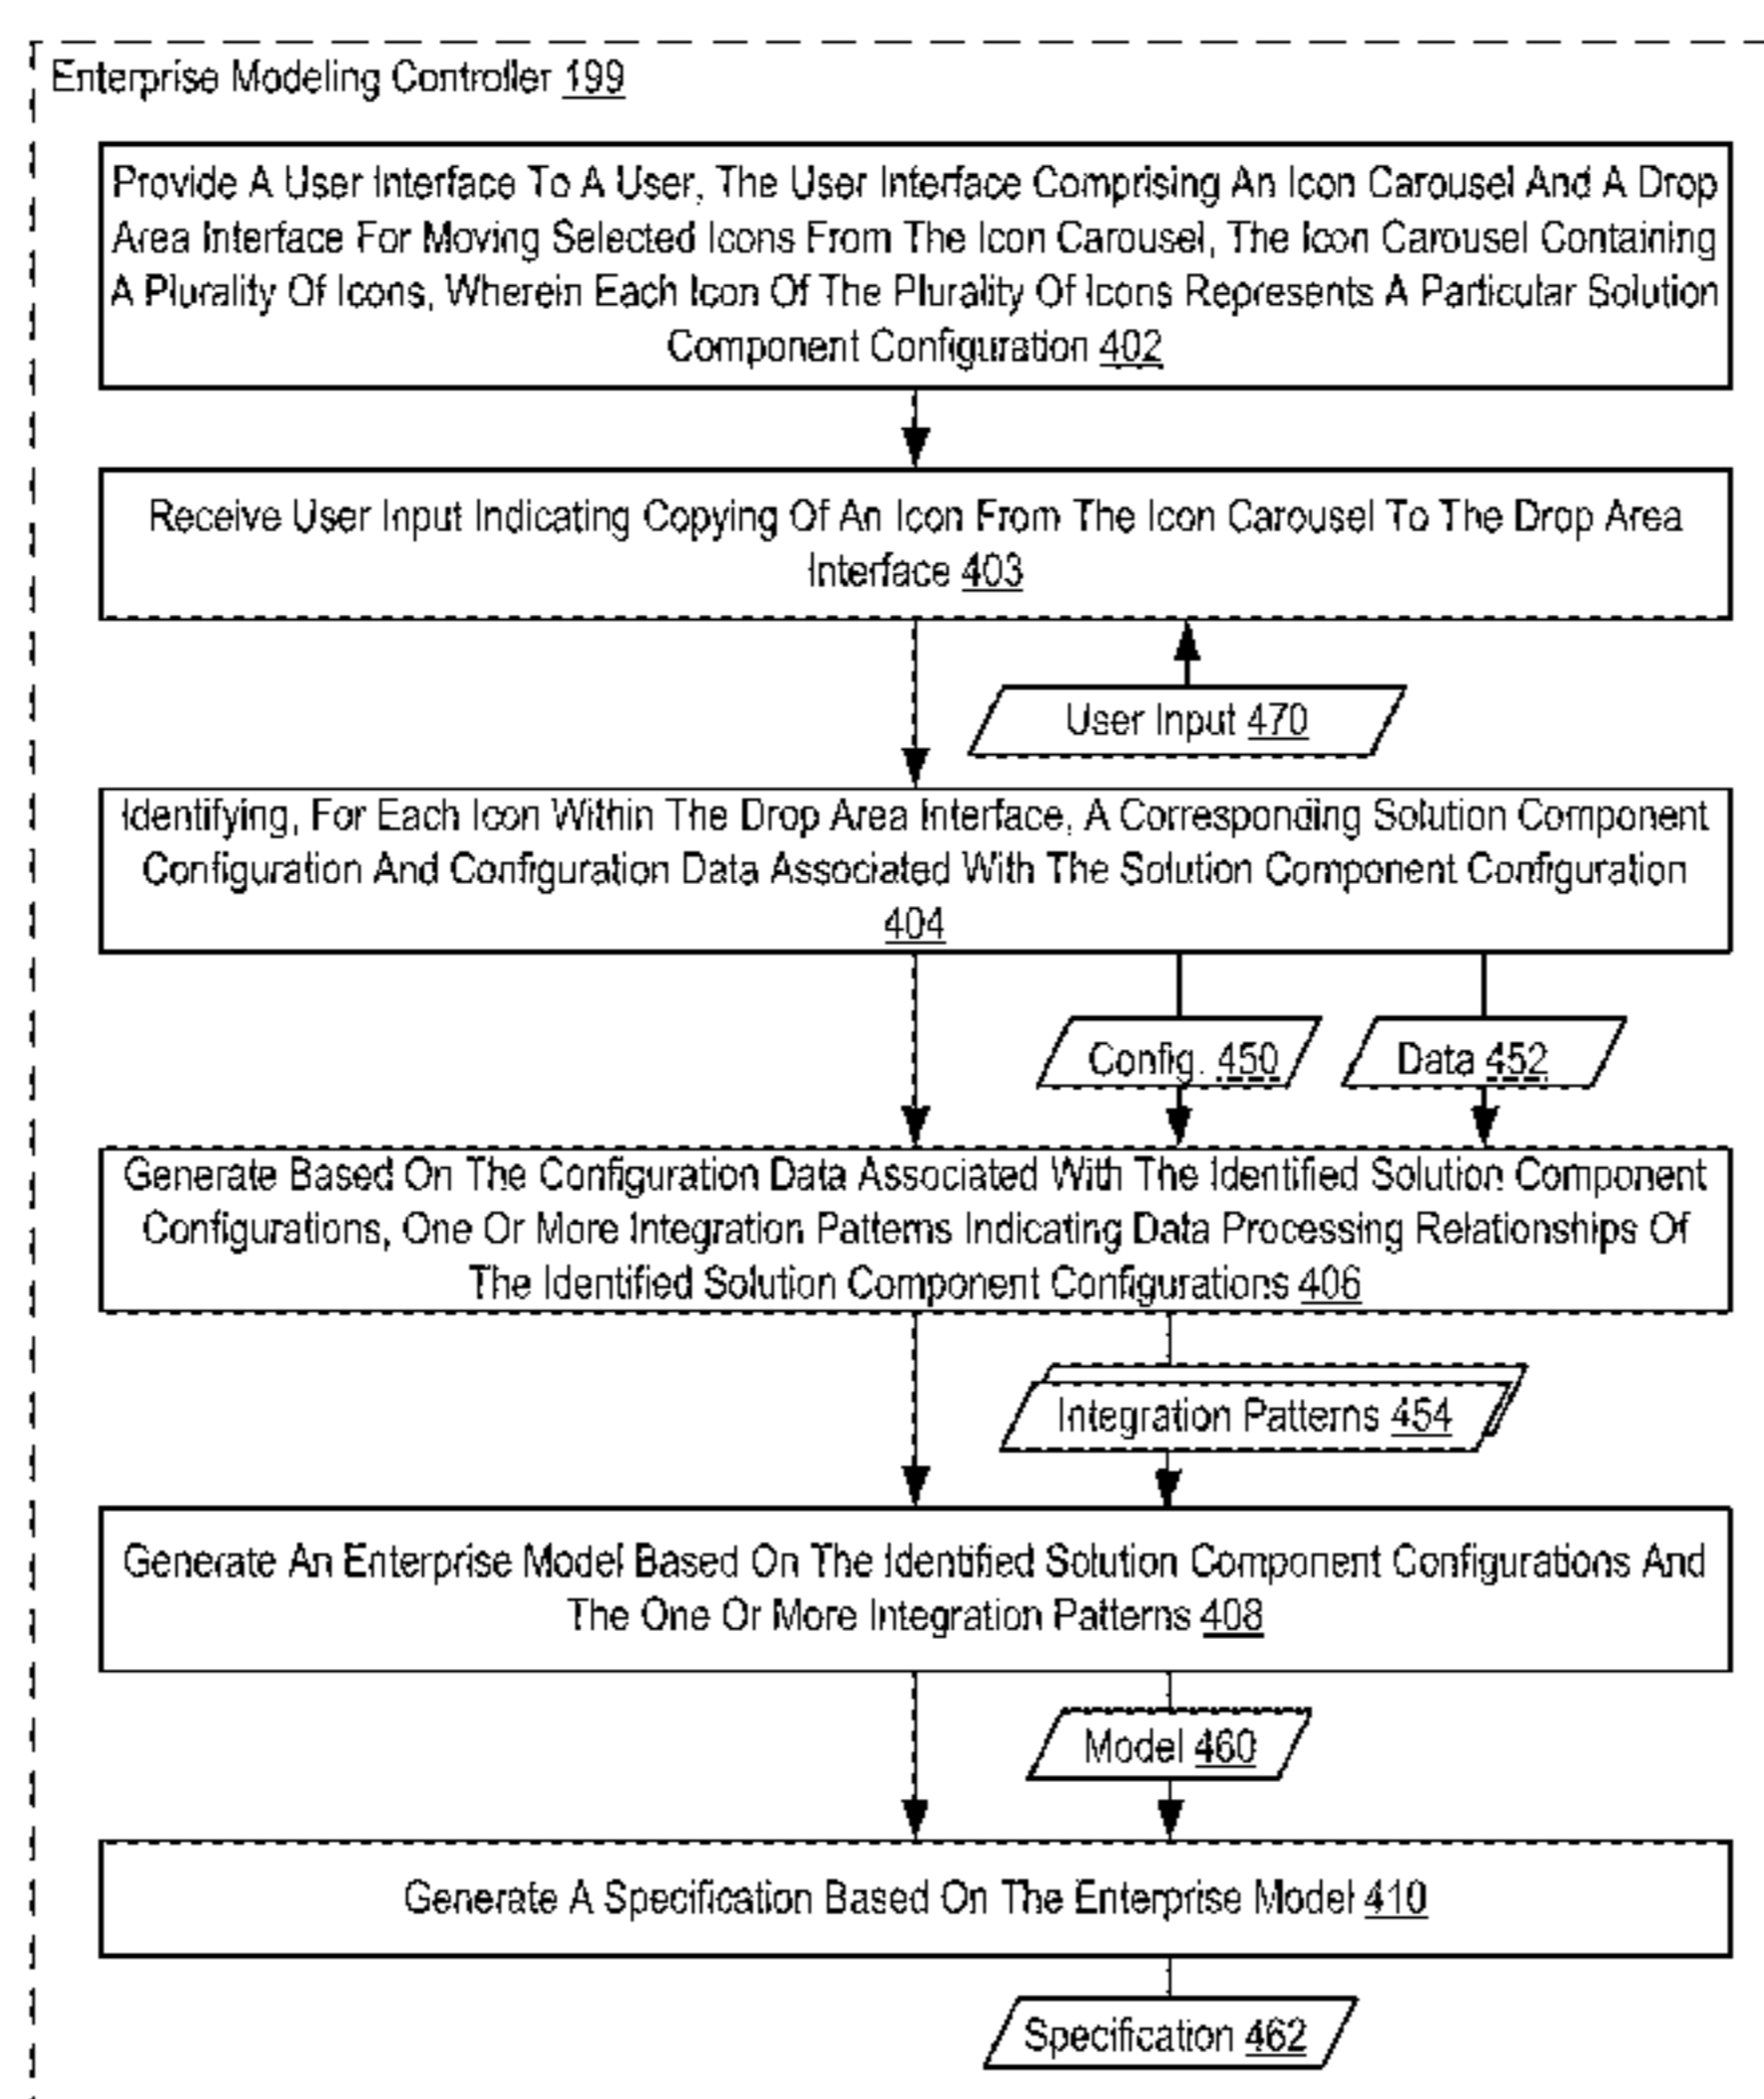 Enterprise Modeling Controller 199
Provide A User Interface To A User, The User Interface Comprising An Icon Carousel And A Drop
Area Interface For Moving Selected Icons From The Icon Carousel, The Icon Carousel Containing
A Plurality Of Icons, Wherein Each Icon Of The Plurality Of Icons Represents A Particular Solution
Component Configuration 402
Receive User Input Indicating Copying Of An Icon From The Icon Carousel To The Drop Area
Interface 403
User Input 470
Identifying, For Each Icon Within The Drop Area Interface, A Corresponding Solution Component
Configuration And Configuration Data Associated With The Solution Component Configuration
404
Config. 450
Data 452
Generate Based On The Configuration Data Associated With The Identified Solution Component
Configurations, One Or More Integration Patterns Indicating Data Processing Relationships Of
The Identified Solution Component Configurations 406
Integration Patterns 454
Generate An Enterprise Model Based On The Identified Solution Component Configurations And
The One Or More Integration Patterns 408
Model 460
Generate A Specification Based On The Enterprise Model 410
Specification 462